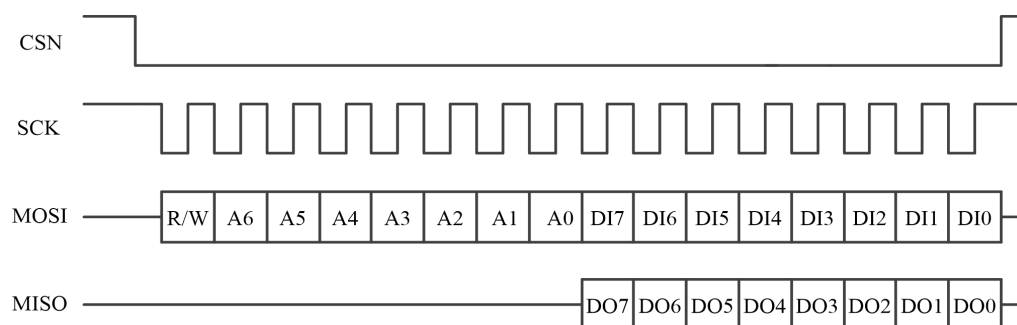 CSN
SCK
MOSI R/W A6 A5 A4 A3 A2 A1 A0 DI7 DI6 DI5 DI4 DI3 DI2 DI1 DI0
MISO DO7 DO6 DO5 DO4 DO3 DO2 DO1 DO0